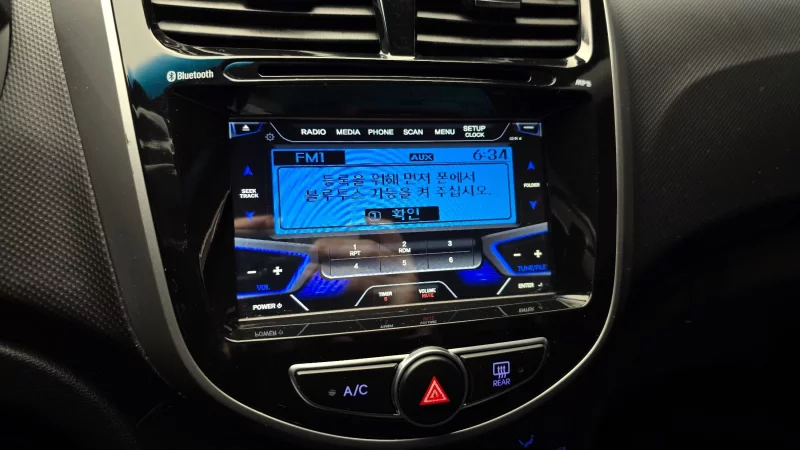 Bluetooth
MP3
RADIO MEDIA PHONE SCAN MENU SETUP
CLOCK
FM1 AUX 6:34
등록을 위해 먼저 폰에서
블루투스 기능을 켜 주십시오.
1 확인
SEEK
TRACK
FOLDER
1 RPT 2 RDM 3
4 5 6
- +
VOL
- +
TUNE/FILE
POWER
TIMER
VOLUME
MUTE
ENTER
A/C
REAR